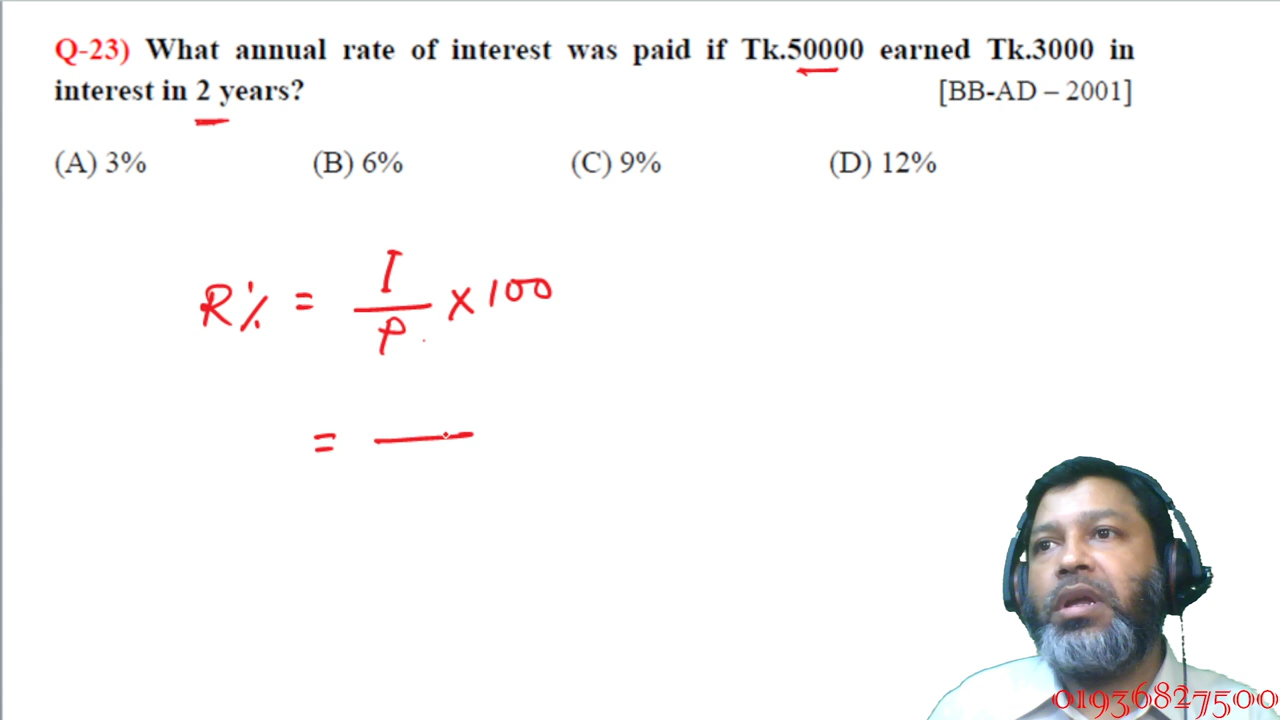 Q-23) What annual rate of interest was paid if Tk.50000 earned Tk.3000 in
interest in 2 years? [BB-AD – 2001]
(A) 3% (B) 6% (C) 9% (D) 12%
R% = I/P × 100
=
01936827500